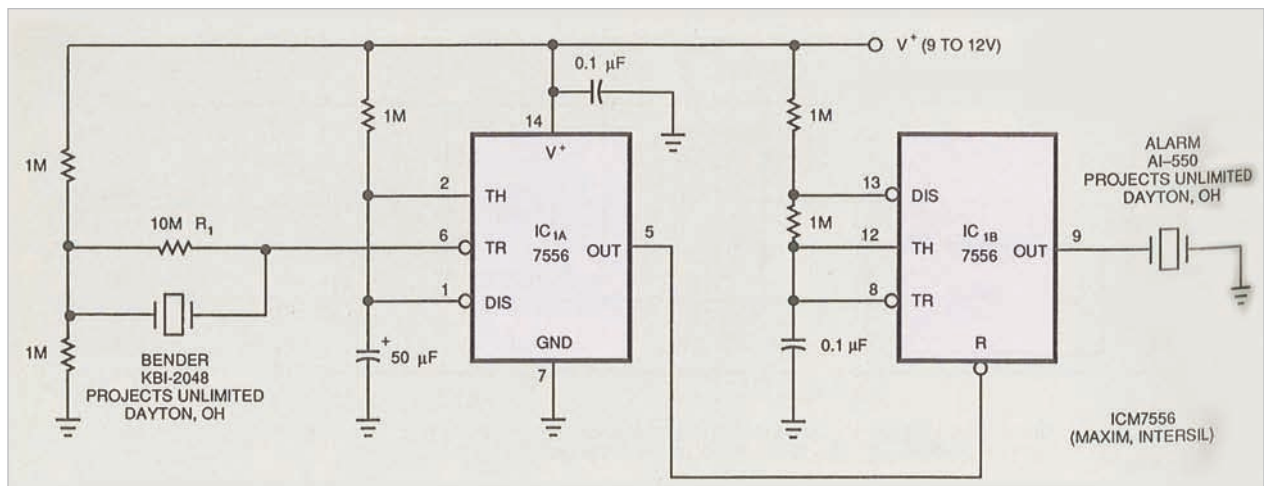 V+ (9 TO 12V)
0.1 µF
1M
1M
14
V+
1M
ALARM
AI–550
PROJECTS UNLIMITED
DAYTON, OH
2
TH
13
DIS
10M R1
6
TR
IC1A
7556
OUT
5
1M
12
TH
IC1B
7556
OUT
9
1
DIS
8
TR
1M
BENDER
KBI-2048
PROJECTS UNLIMITED
DAYTON, OH
+
50 µF
GND
7
0.1 µF
R
ICM7556
(MAXIM, INTERSIL)